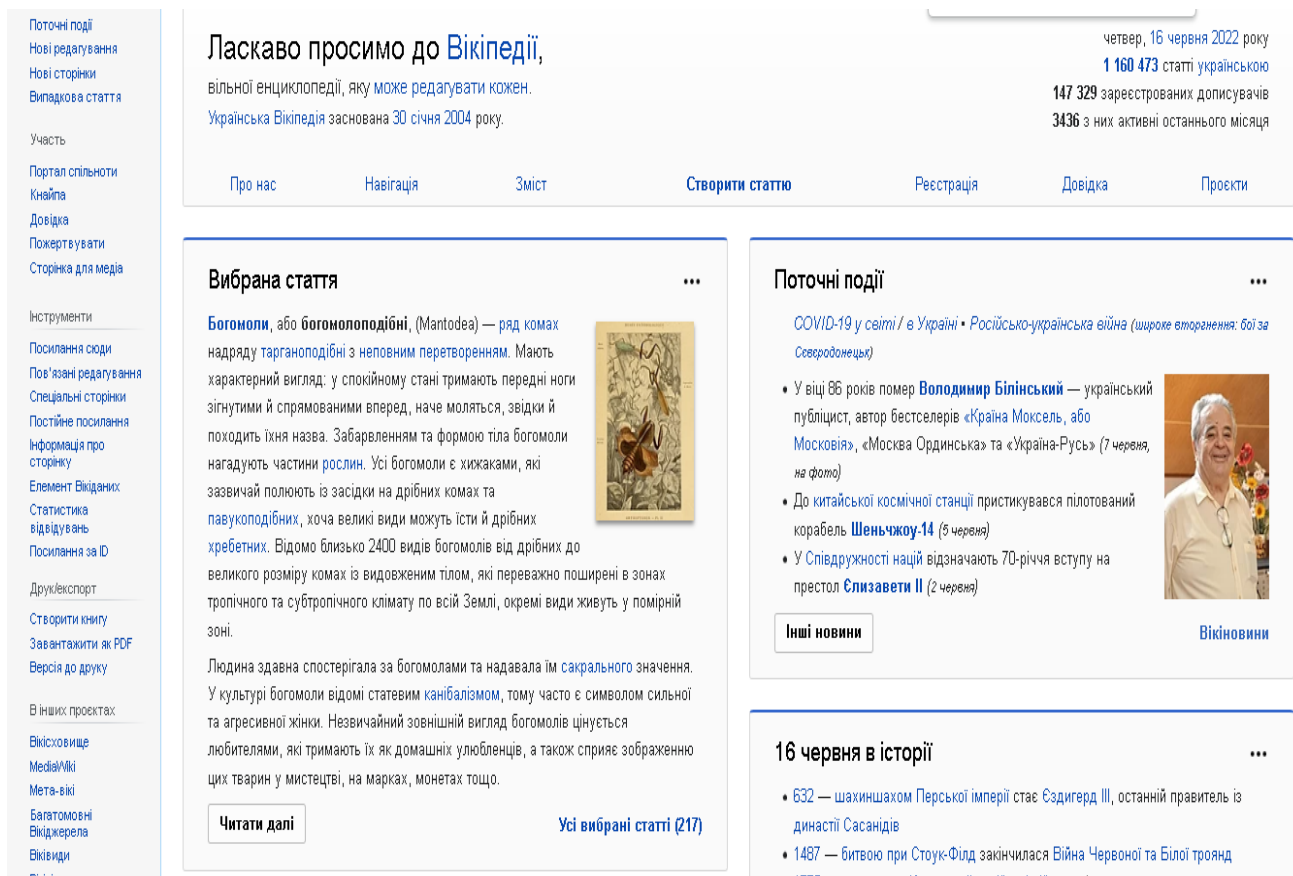 Поточні події
Нові редагування
Нові сторінки
Випадкова стаття
Участь
Портал спільноти
Кнайпа
Довідка
Пожертвувати
Сторінка для медіа
Інструменти
Посилання сюди
Пов'язані редагування
Спеціальні сторінки
Постійне посилання
Інформація про
сторінку
Елемент Вікіданих
Статистика
відвідувань
Посилання за ID
Друк/експорт
Створити книгу
Завантажити як PDF
Версія до друку
В інших проєктах
Вікісховище
MediaWiki
Мета-вікі
Багатомовні
Вікіджерела
Віківиди
Ласкаво просимо до Вікіпедії,
вільної енциклопедії, яку може редагувати кожен.
Українська Вікіпедія заснована 30 січня 2004 року.
четвер, 16 червня 2022 року
1 160 473 статті українською
147 329 зареєстрованих дописувачів
3436 з них активні останнього місяця
Про нас Навігація Зміст Створити статтю Реєстрація Довідка Проєкти
Вибрана стаття
Богомоли, або богомолоподібні, (Mantodea) — ряд комах
надряду тарганоподібні з неповним перетворенням. Мають
характерний вигляд: у спокійному стані тримають передні ноги
зігнутими й спрямованими вперед, наче моляться, звідки й
походить їхня назва. Забарвленням та формою тіла богомоли
нагадують частини рослин. Усі богомоли є хижаками, які
зазвичай полюють із засідки на дрібних комах та
павукоподібних, хоча великі види можуть їсти й дрібних
хребетних. Відомо близько 2400 видів богомолів від дрібних до
великого розміру комах із видовженим тілом, які переважно поширені в зонах
тропічного та субтропічного клімату по всій Землі, окремі види живуть у помірній
зоні.
Людина здавна спостерігала за богомолами та надавала їм сакрального значення.
У культурі богомоли відомі статевим канібалізмом, тому часто є символом сильної
та агресивної жінки. Незвичайний зовнішній вигляд богомолів цінується
любителями, які тримають їх як домашніх улюбленців, а також сприяє зображенню
цих тварин у мистецтві, на марках, монетах тощо.
Читати далі
Усі вибрані статті (217)
Поточні події
COVID-19 у світі / в Україні • Російсько-українська війна (широке вторгнення: бої за
Сєвєродонецьк)
• У віці 86 років помер Володимир Білінський — український
публіцист, автор бестселерів «Країна Моксель, або
Московія», «Москва Ординська» та «Україна-Русь» (7 червня,
на фото)
• До китайської космічної станції пристикувався пілотований
корабель Шеньчжоу-14 (5 червня)
• У Співдружності націй відзначають 70-річчя вступу на
престол Єлизавети II (2 червня)
Інші новини
Вікіновини
16 червня в історії
• 632 — шахиншахом Перської імперії стає Єздигерд III, останній правитель із
династії Сасанідів
• 1487 — битвою при Стоук-Філд закінчилася Війна Червоної та Білої троянд